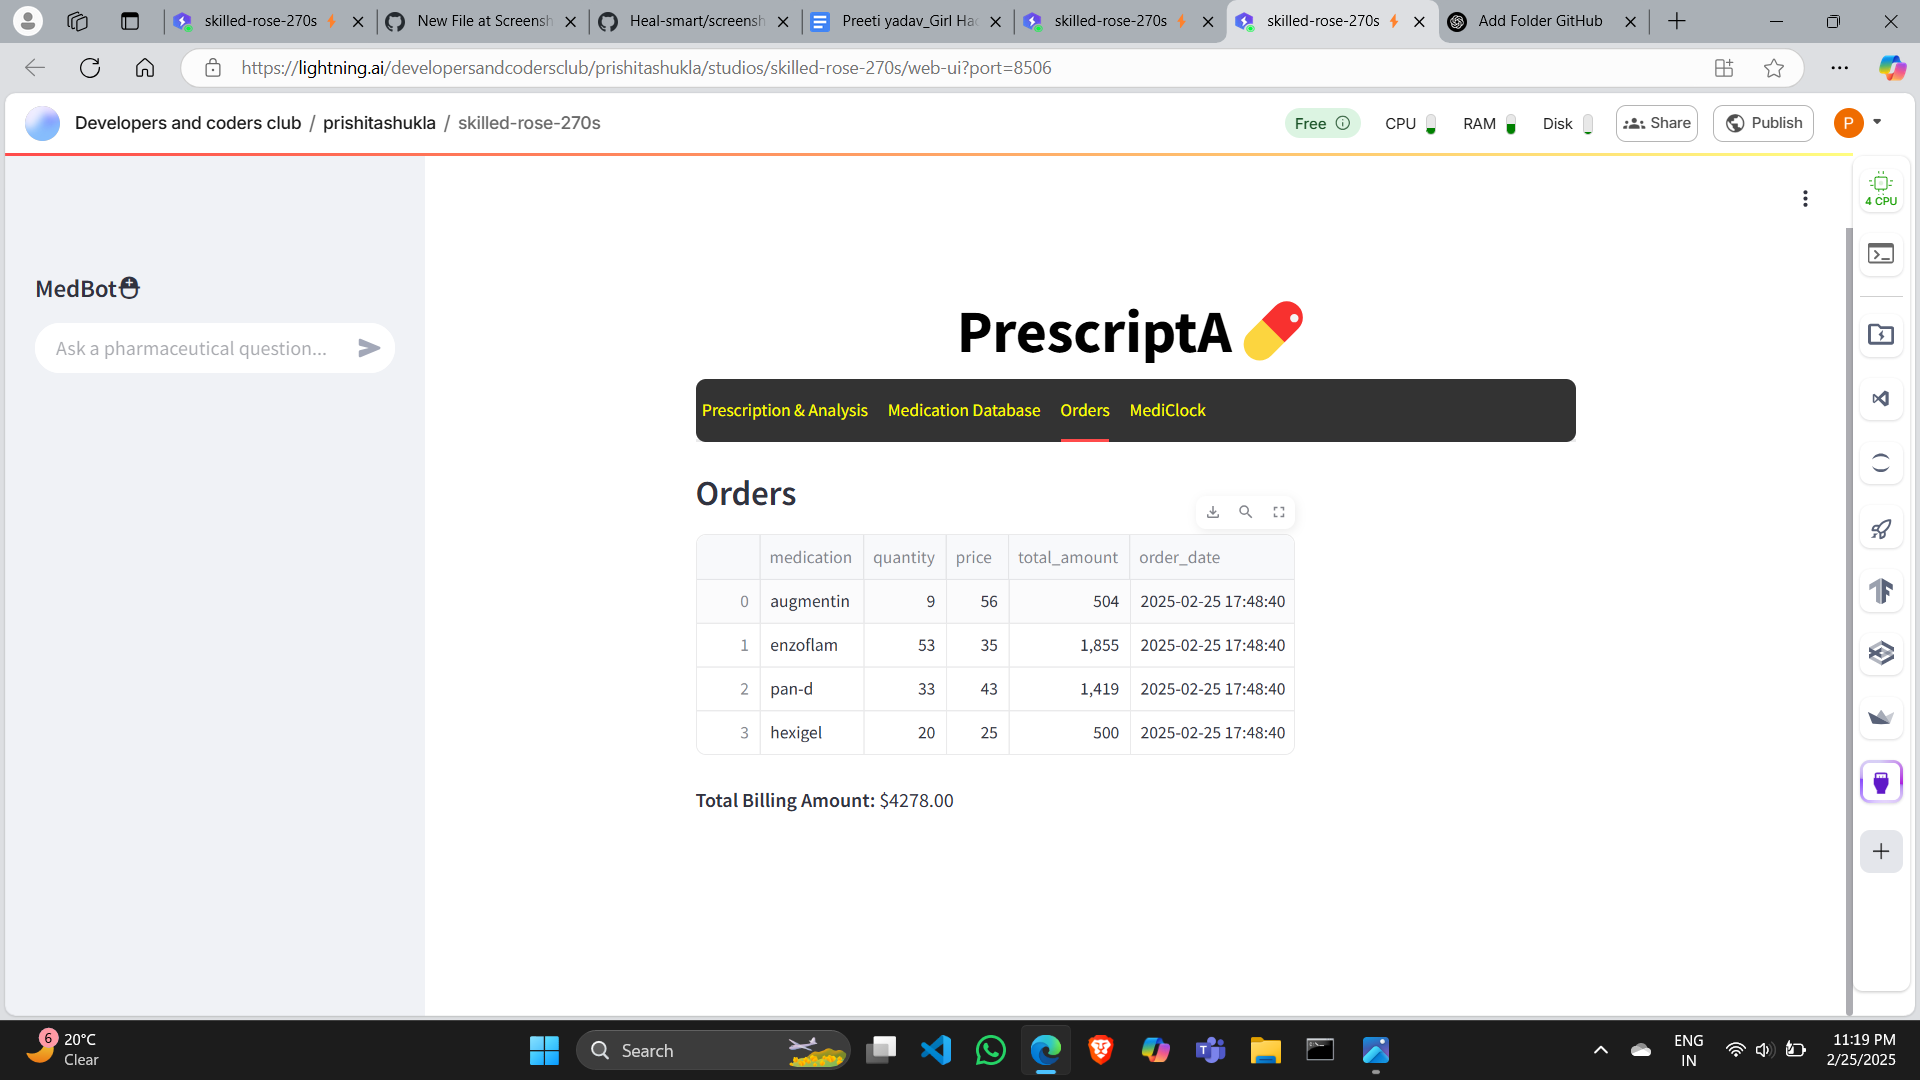 skilled-rose-270s
New File at Screensh
Heal-smart/screensh
Preeti yadav_Girl Hac
skilled-rose-270s
skilled-rose-270s
Add Folder GitHub
https://lightning.ai/developersandcodersclub/prishitashukla/studios/skilled-rose-270s/web-ui?port=8506
Developers and coders club / prishitashukla / skilled-rose-270s
Free
CPU
RAM
Disk
Share
Publish
P
4 CPU
MedBot
Ask a pharmaceutical question...
PrescriptA
Prescription & Analysis Medication Database Orders MediClock
Orders
medication quantity price total_amount order_date
0 augmentin 9 56 504 2025-02-25 17:48:40
1 enzoflam 53 35 1,855 2025-02-25 17:48:40
2 pan-d 33 43 1,419 2025-02-25 17:48:40
3 hexigel 20 25 500 2025-02-25 17:48:40
Total Billing Amount: $4278.00
6
20°C
Clear
Search
ENG
IN
11:19 PM
2/25/2025